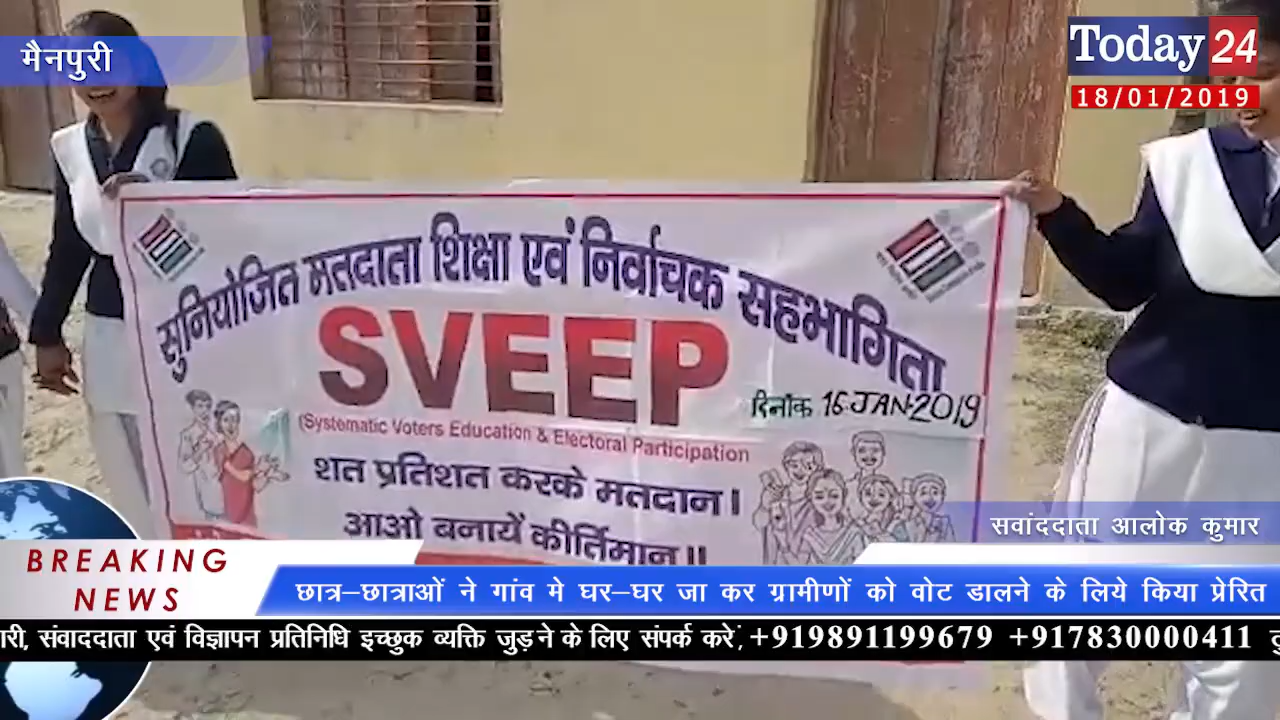 मैनपुरी
Today 24
18/01/2019
सुनियोजित मतदाता शिक्षा एवं निर्वाचक सहभागिता
SVEEP
दिनांक 16-JAN-2019
(Systematic Voters Education & Electoral Participation
शत प्रतिशत करके मतदान।
आओ बनायें कीर्तिमान॥
सवांददाता आलोक कुमार
BREAKING
NEWS
छात्र–छात्राओं ने गांव मे घर–घर जा कर ग्रामीणों को वोट डालने के लिये किया प्रेरित
ारी, संवाददाता एवं विज्ञापन प्रतिनिधि इच्छुक व्यक्ति जुड़ने के लिए संपर्क करे; +919891199679 +917830000411